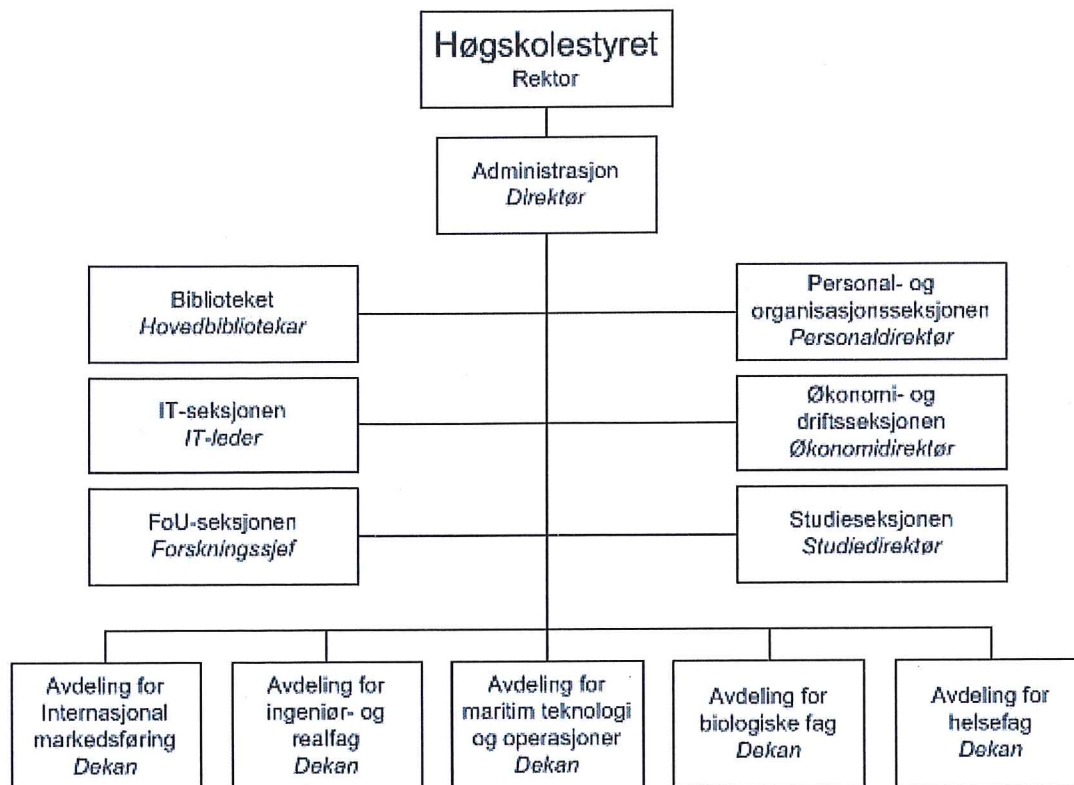 Høgskolestyret
Rektor
Administrasjon
Direktør
Biblioteket
Hovedbibliotekar
Personal- og
organisasjonsseksjonen
Personaldirektør
IT-seksjonen
IT-leder
Økonomi- og
driftsseksjonen
Økonomidirektør
FoU-seksjonen
Forskningssjef
Studieseksjonen
Studiedirektør
Avdeling for
Internasjonal
markedsføring
Dekan
Avdeling for
ingeniør- og
realfag
Dekan
Avdeling for
maritim teknologi
og operasjoner
Dekan
Avdeling for
biologiske fag
Dekan
Avdeling for
helsefag
Dekan